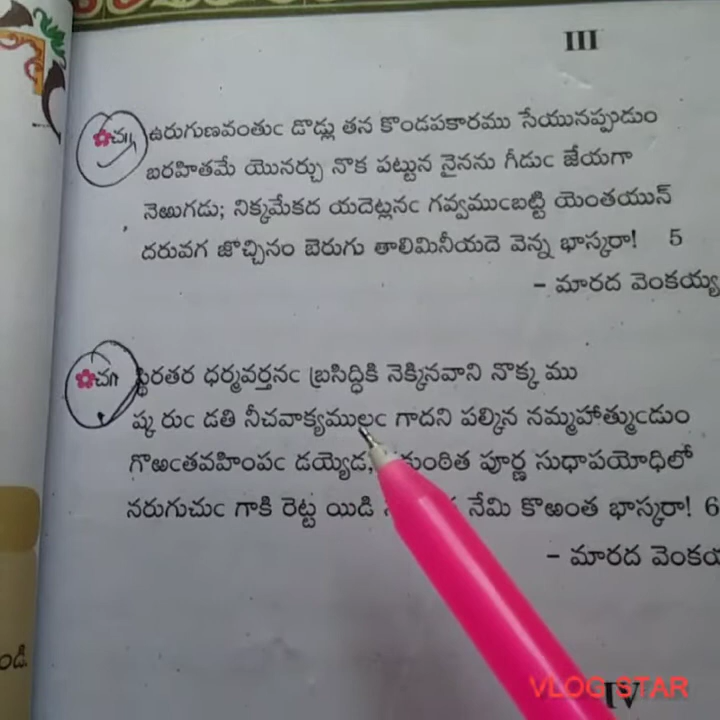 III
చ॥ ఉరుగుణవంతుఁ డొడ్లు తన కొండపకారము సేయునప్పుడుం
బరహితమే యొనర్చు నొక పట్టున నైనను గీడుఁ జేయగా
నెఱుగడు; నిక్కమేకద యదెట్లనఁ గవ్వముఁబట్టి యెంతయున్
దరువగ జొచ్చినం బెరుగు తాలిమినీయదె వెన్న భాస్కరా! 5
– మారద వెంకయ్య
చ॥ స్థిరతర ధర్మవర్తనఁ బ్రసిద్ధికి నెక్కినవాని నొక్క ము
ష్కరుఁ డతి నీచవాక్యములఁ గాదని పల్కిన నమ్మహాత్ముఁడుం
గొఱఁతవహింపఁ డయ్యెడ, పూర్ణ సుధాపయోధిలో
నరుగుచుఁ గాకి రెట్ట యిడి నేమి కొఱంత భాస్కరా! 6
– మారద వెంకయ
IV
ండి.
VLOG STAR